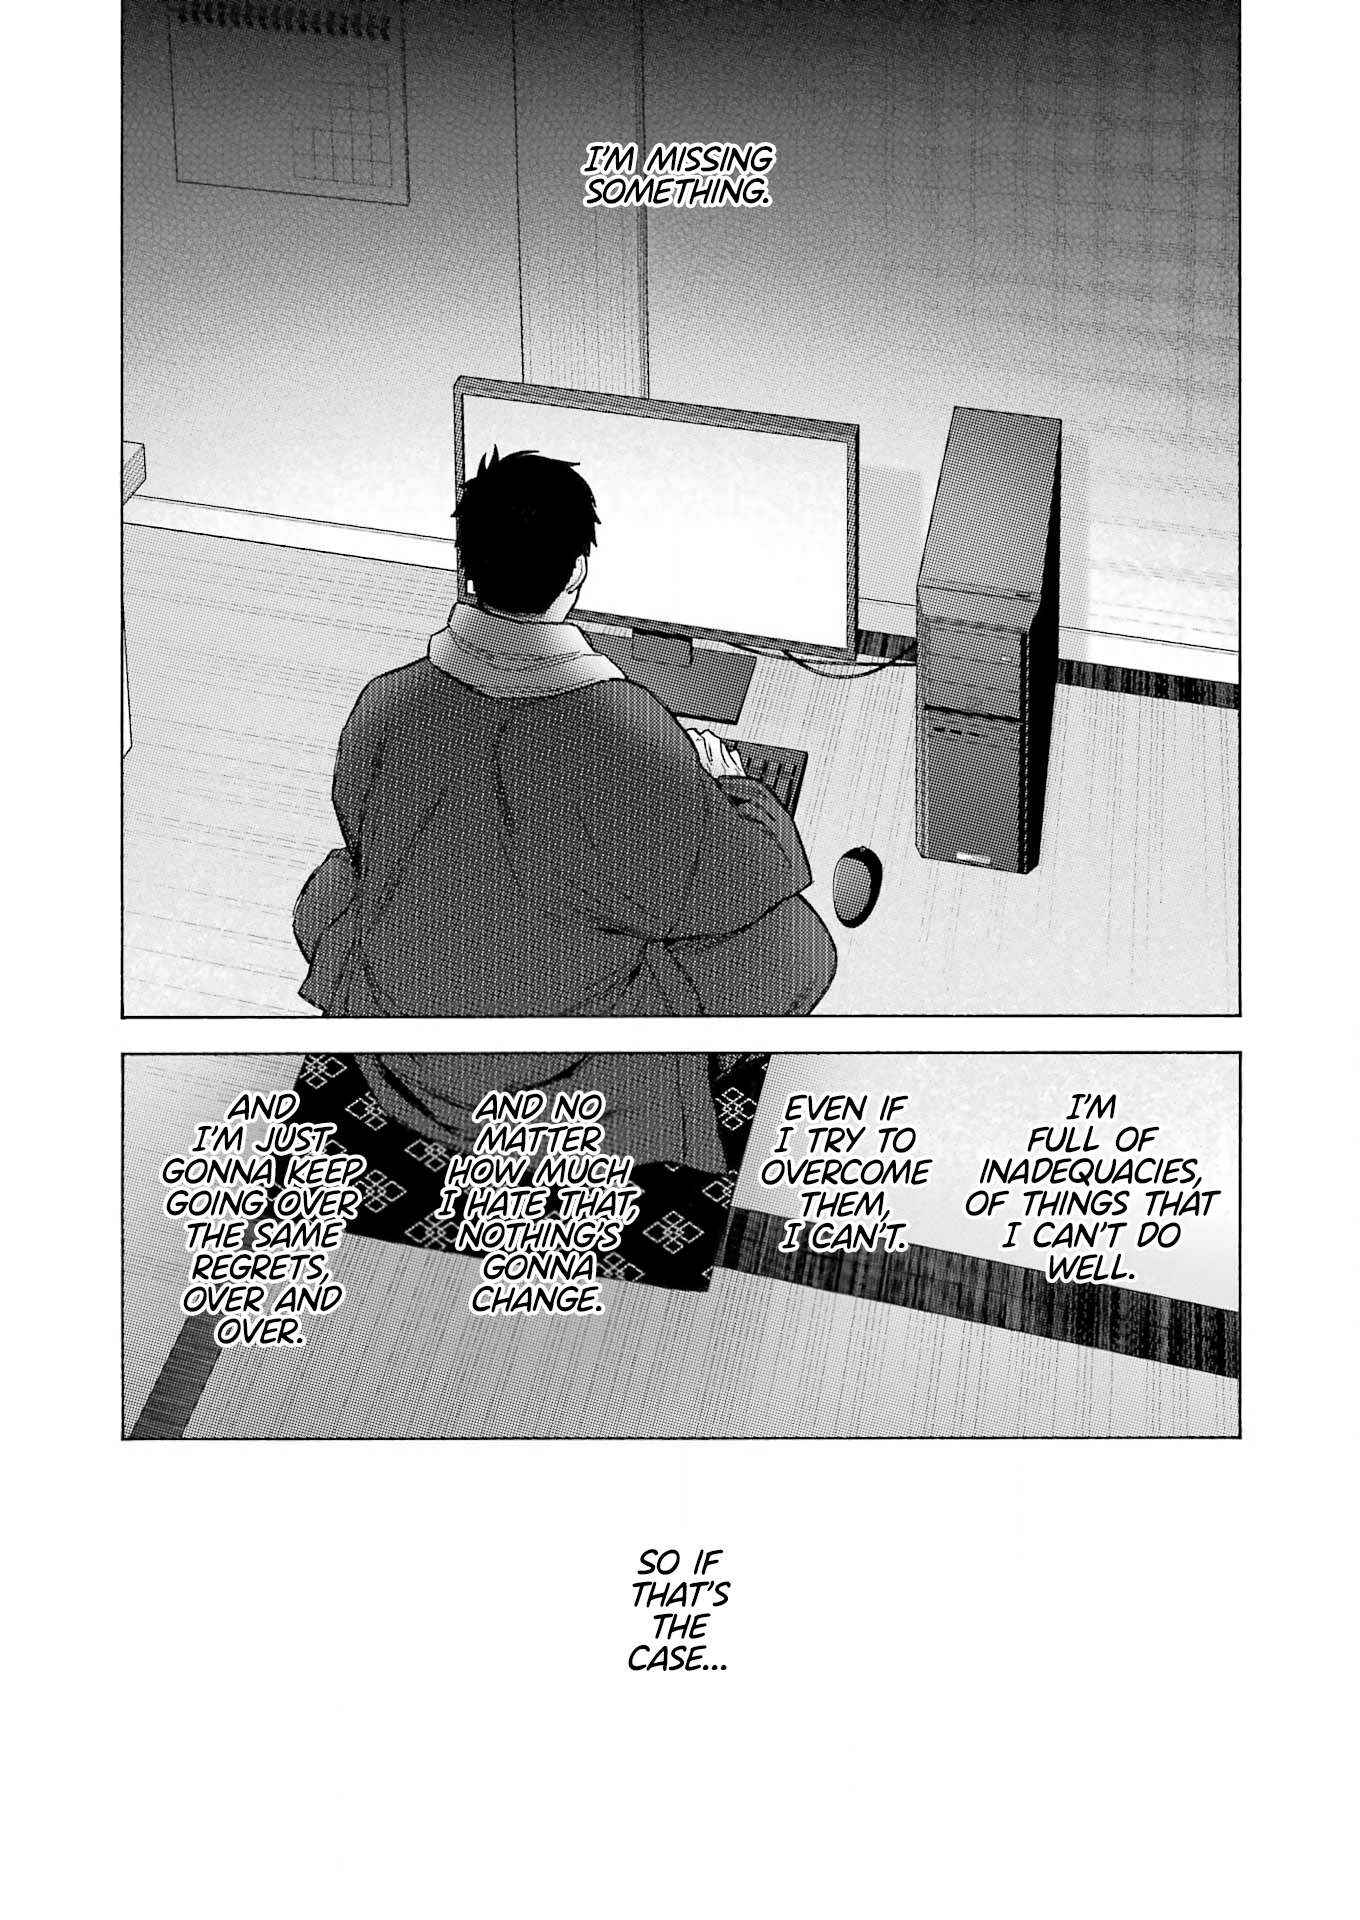 I'M MISSING
SOMETHING.
I'M
FULL OF
INADEQUACIES,
OF THINGS THAT
I CAN'T DO
WELL.
EVEN IF
I TRY TO
OVERCOME
THEM,
I CAN'T.
AND NO
MATTER
HOW MUCH
I HATE THAT,
NOTHING'S
GONNA
CHANGE.
AND
I'M JUST
GONNA KEEP
GOING OVER
THE SAME
REGRETS,
OVER AND
OVER.
SO IF
THAT'S
THE
CASE...